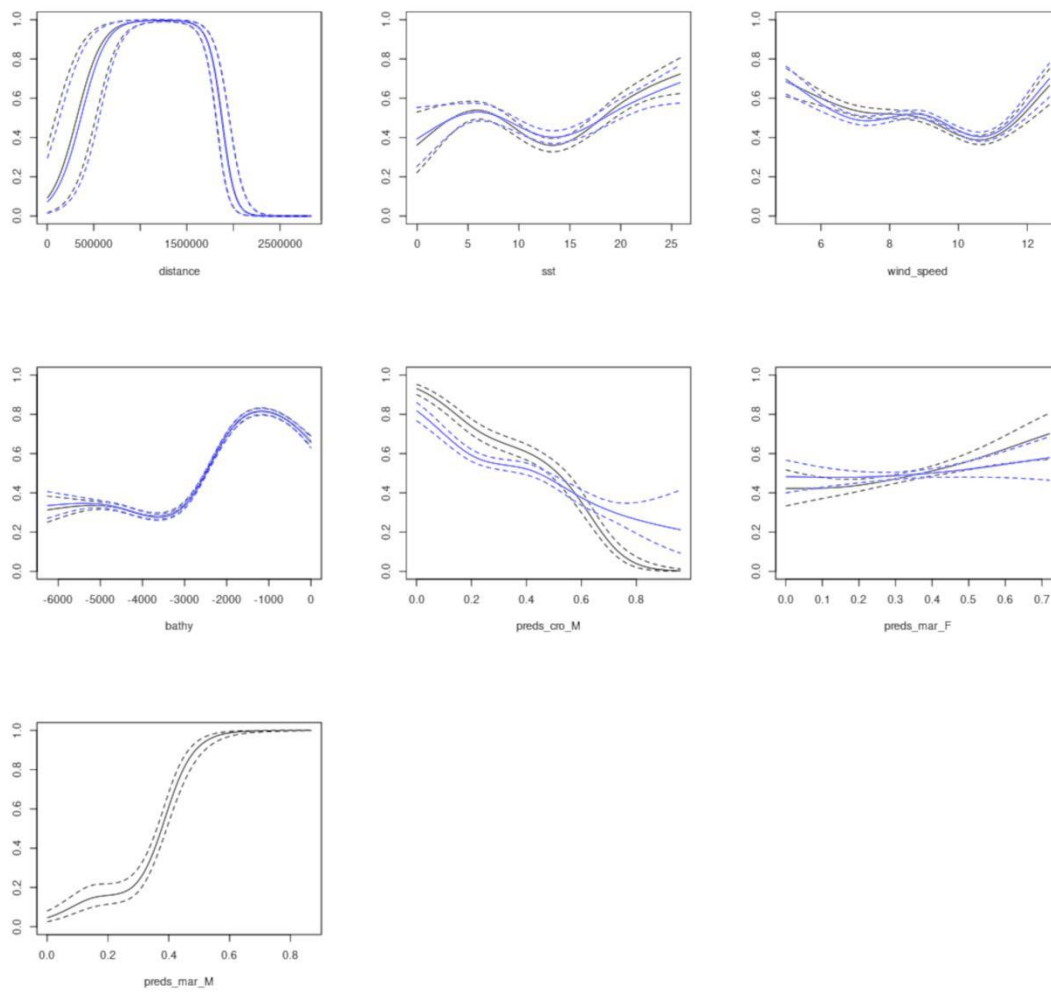 0.0 0.2 0.4 0.6 0.8 1.0
0 500000 1500000 2500000
distance
0.0 0.2 0.4 0.6 0.8 1.0
0 5 10 15 20 25
sst
0.0 0.2 0.4 0.6 0.8 1.0
6 8 10 12
wind_speed
0.0 0.2 0.4 0.6 0.8 1.0
-6000 -5000 -4000 -3000 -2000 -1000 0
bathy
0.0 0.2 0.4 0.6 0.8 1.0
0.0 0.2 0.4 0.6 0.8
preds_cro_M
0.0 0.2 0.4 0.6 0.8 1.0
0.0 0.1 0.2 0.3 0.4 0.5 0.6 0.7
preds_mar_F
0.0 0.2 0.4 0.6 0.8 1.0
0.0 0.2 0.4 0.6 0.8
preds_mar_M